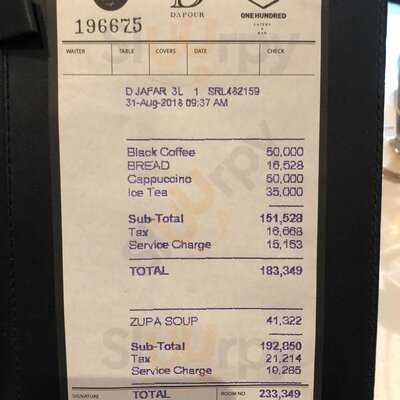 196675
DAPOUR
ONE HUNDRED
WAITER TABLE COVERS DATE CHECK
DJAFAR 3L 1 SRL482159
31-Aug-2018 09:37 AM
Black Coffee 50,000
BREAD 16,528
Cappuccino 50,000
Ice Tea 35,000
Sub-Total 151,528
Tax 16,668
Service Charge 15,153
TOTAL 183,349
ZUPA SOUP 41,322
Sub-Total 192,850
Tax 21,214
Service Charge 19,285
SIGNATURE TOTAL ROOM NO 233,349